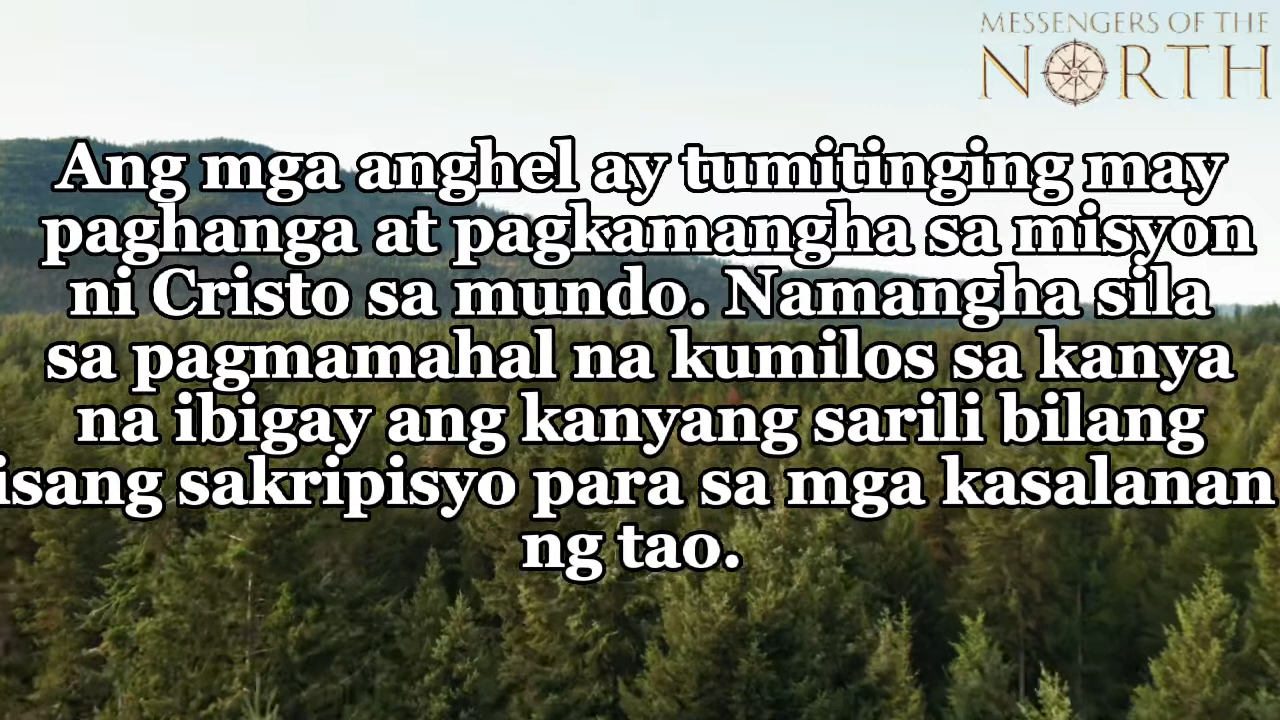 MESSENGERS OF THE
NORTH
Ang mga anghel ay tumitinging may
paghanga at pagkamangha sa misyon
ni Cristo sa mundo. Namangha sila
sa pagmamahal na kumilos sa kanya
na ibigay ang kanyang sarili bilang
isang sakripisyo para sa mga kasalanan
ng tao.